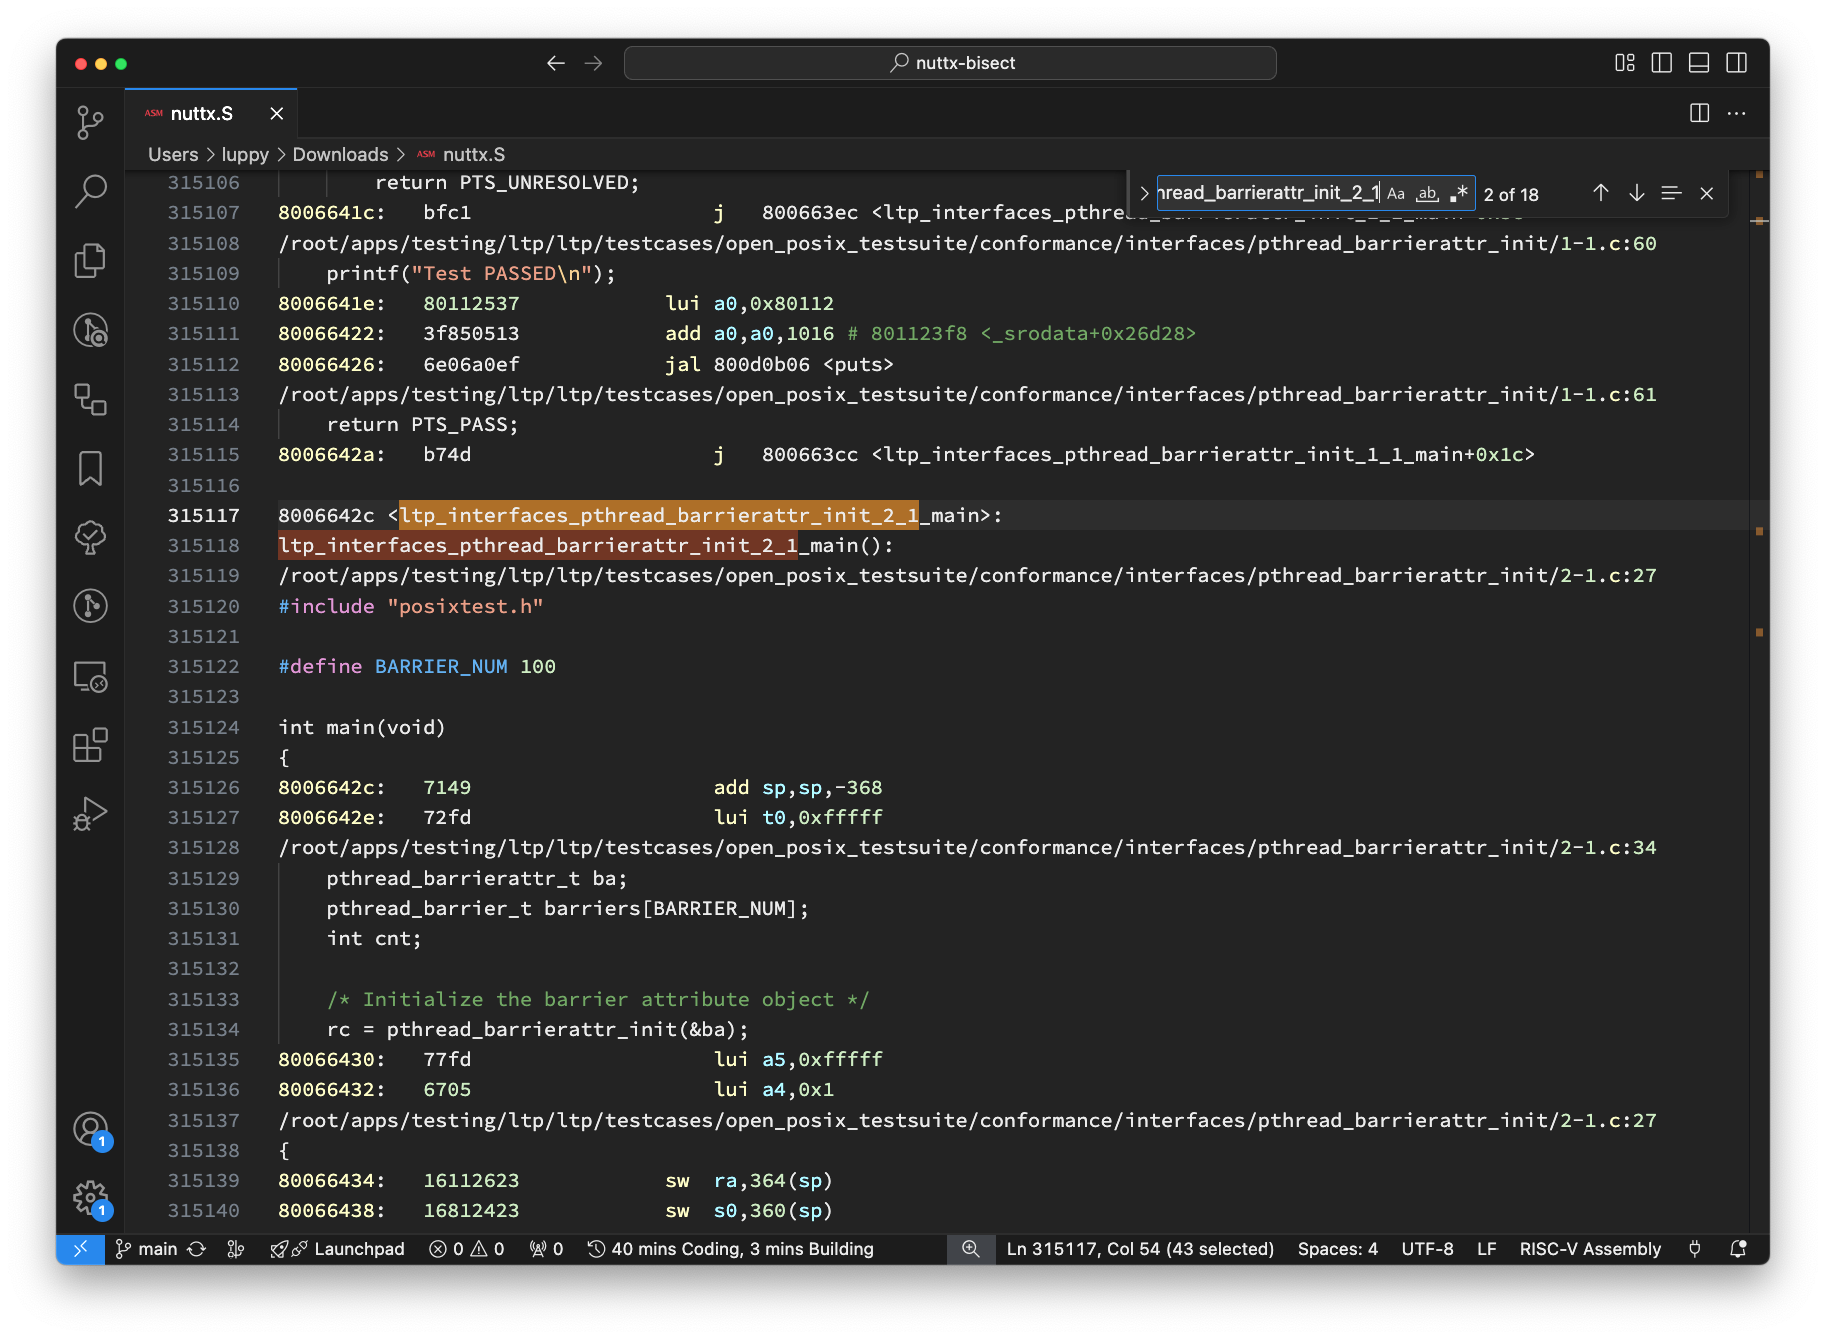 nuttx-bisect
ASM nuttx.S
Users > luppy > Downloads > ASM nuttx.S
hread_barrierattr_init_2_1 Aa ab .* 2 of 18
315106 return PTS_UNRESOLVED;
315107 8006641c: bfc1 j 800663ec <ltp_interfaces_pthread_
315108 /root/apps/testing/ltp/ltp/testcases/open_posix_testsuite/conformance/interfaces/pthread_barrierattr_init/1-1.c:60
315109 printf("Test PASSED\n");
315110 8006641e: 80112537 lui a0,0x80112
315111 80066422: 3f850513 add a0,a0,1016 # 801123f8 <_srodata+0x26d28>
315112 80066426: 6e06a0ef jal 800d0b06 <puts>
315113 /root/apps/testing/ltp/ltp/testcases/open_posix_testsuite/conformance/interfaces/pthread_barrierattr_init/1-1.c:61
315114 return PTS_PASS;
315115 8006642a: b74d j 800663cc <ltp_interfaces_pthread_barrierattr_init_1_1_main+0x1c>
315116
315117 8006642c <ltp_interfaces_pthread_barrierattr_init_2_1_main>:
315118 ltp_interfaces_pthread_barrierattr_init_2_1_main():
315119 /root/apps/testing/ltp/ltp/testcases/open_posix_testsuite/conformance/interfaces/pthread_barrierattr_init/2-1.c:27
315120 #include "posixtest.h"
315121
315122 #define BARRIER_NUM 100
315123
315124 int main(void)
315125 {
315126 8006642c: 7149 add sp,sp,-368
315127 8006642e: 72fd lui t0,0xfffff
315128 /root/apps/testing/ltp/ltp/testcases/open_posix_testsuite/conformance/interfaces/pthread_barrierattr_init/2-1.c:34
315129 pthread_barrierattr_t ba;
315130 pthread_barrier_t barriers[BARRIER_NUM];
315131 int cnt;
315132
315133 /* Initialize the barrier attribute object */
315134 rc = pthread_barrierattr_init(&ba);
315135 80066430: 77fd lui a5,0xfffff
315136 80066432: 6705 lui a4,0x1
315137 /root/apps/testing/ltp/ltp/testcases/open_posix_testsuite/conformance/interfaces/pthread_barrierattr_init/2-1.c:27
315138 {
315139 80066434: 16112623 sw ra,364(sp)
315140 80066438: 16812423 sw s0,360(sp)
1
1
main Launchpad 0 0 0 40 mins Coding, 3 mins Building Ln 315117, Col 54 (43 selected) Spaces: 4 UTF-8 LF RISC-V Assembly